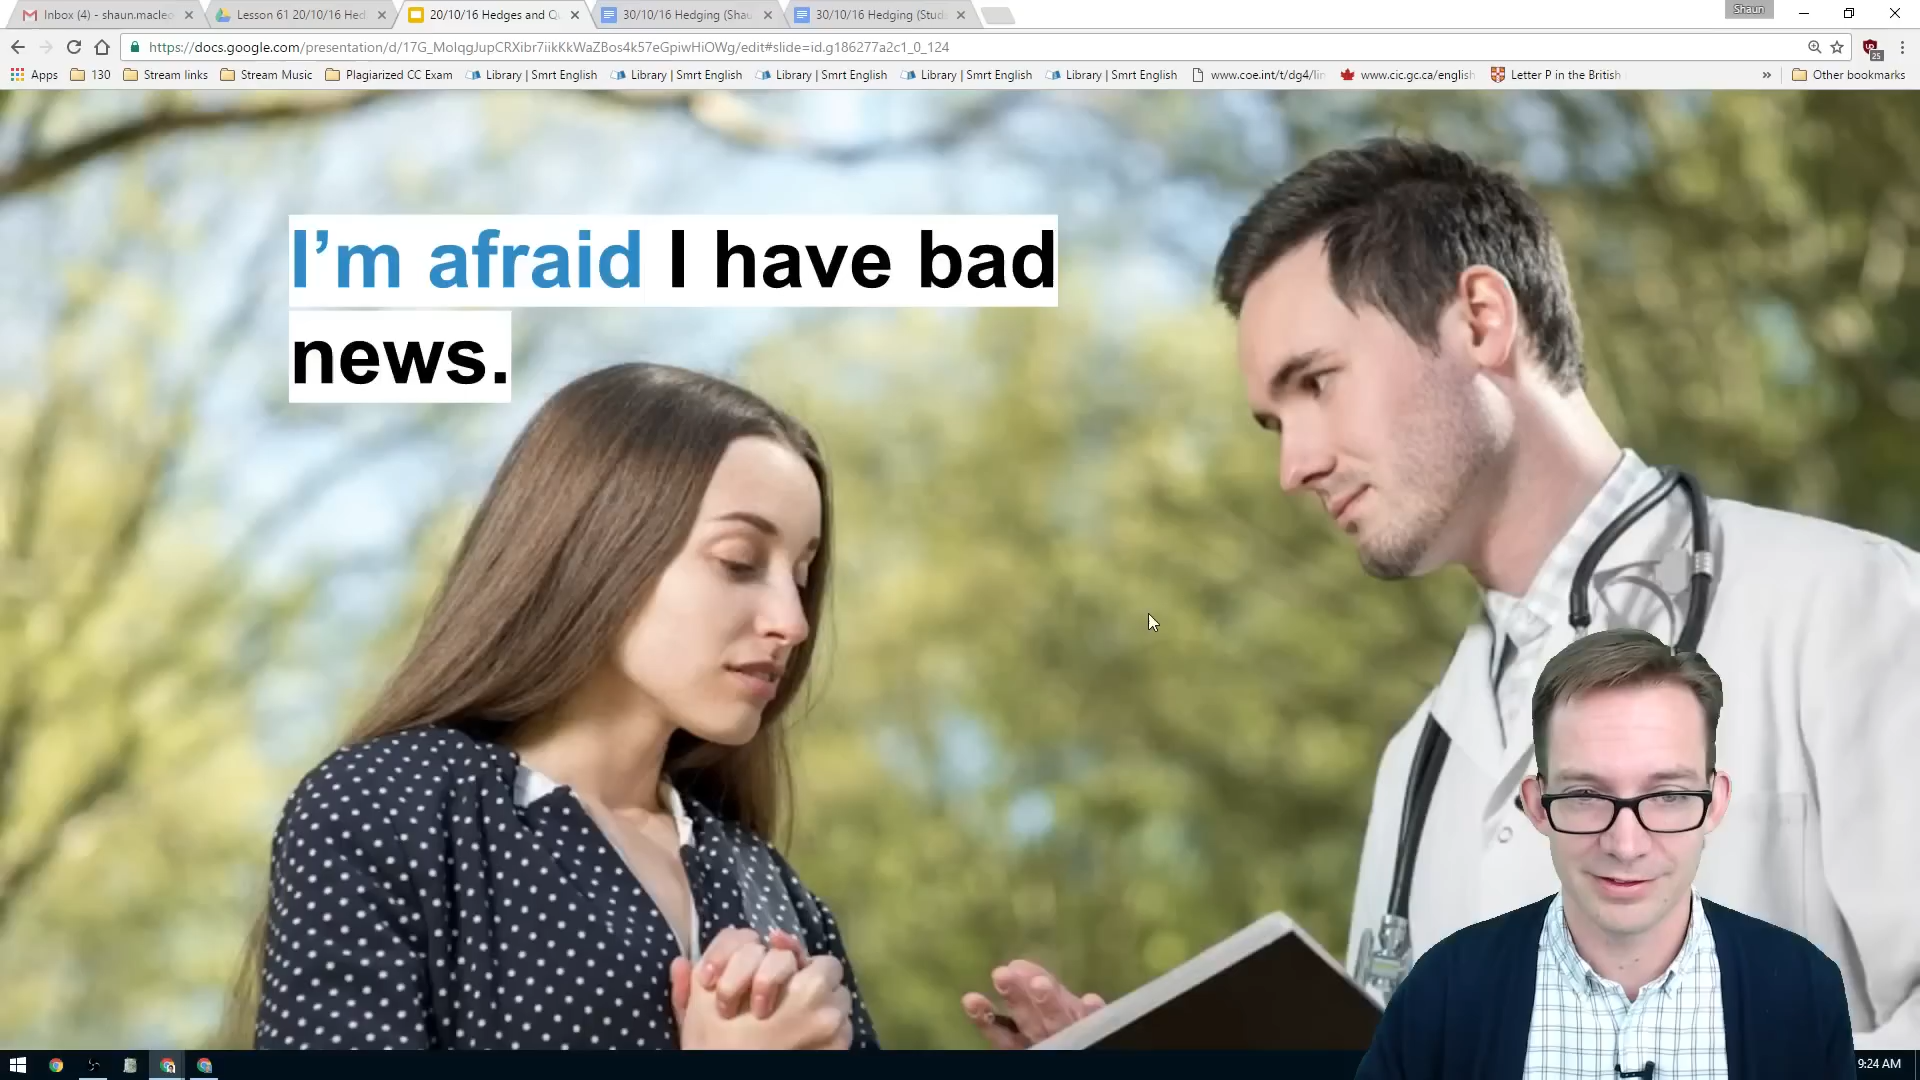 Inbox (4) - shaun.macleo
Lesson 61 20/10/16 Hed
20/10/16 Hedges and Q
30/10/16 Hedging (Shau
30/10/16 Hedging (Stud
Shaun
https://docs.google.com/presentation/d/17G_MolqgJupCRXibr7iikKkWaZBos4k57eGpiwHiOWg/edit#slide=id.g186277a2c1_0_124
25
Apps
130
Stream links
Stream Music
Plagiarized CC Exam
Library | Smrt English
Library | Smrt English
Library | Smrt English
Library | Smrt English
Library | Smrt English
www.coe.int/t/dg4/lin
www.cic.gc.ca/english
Letter P in the British
»
Other bookmarks
I’m afraid I have bad
news.
9:24 AM